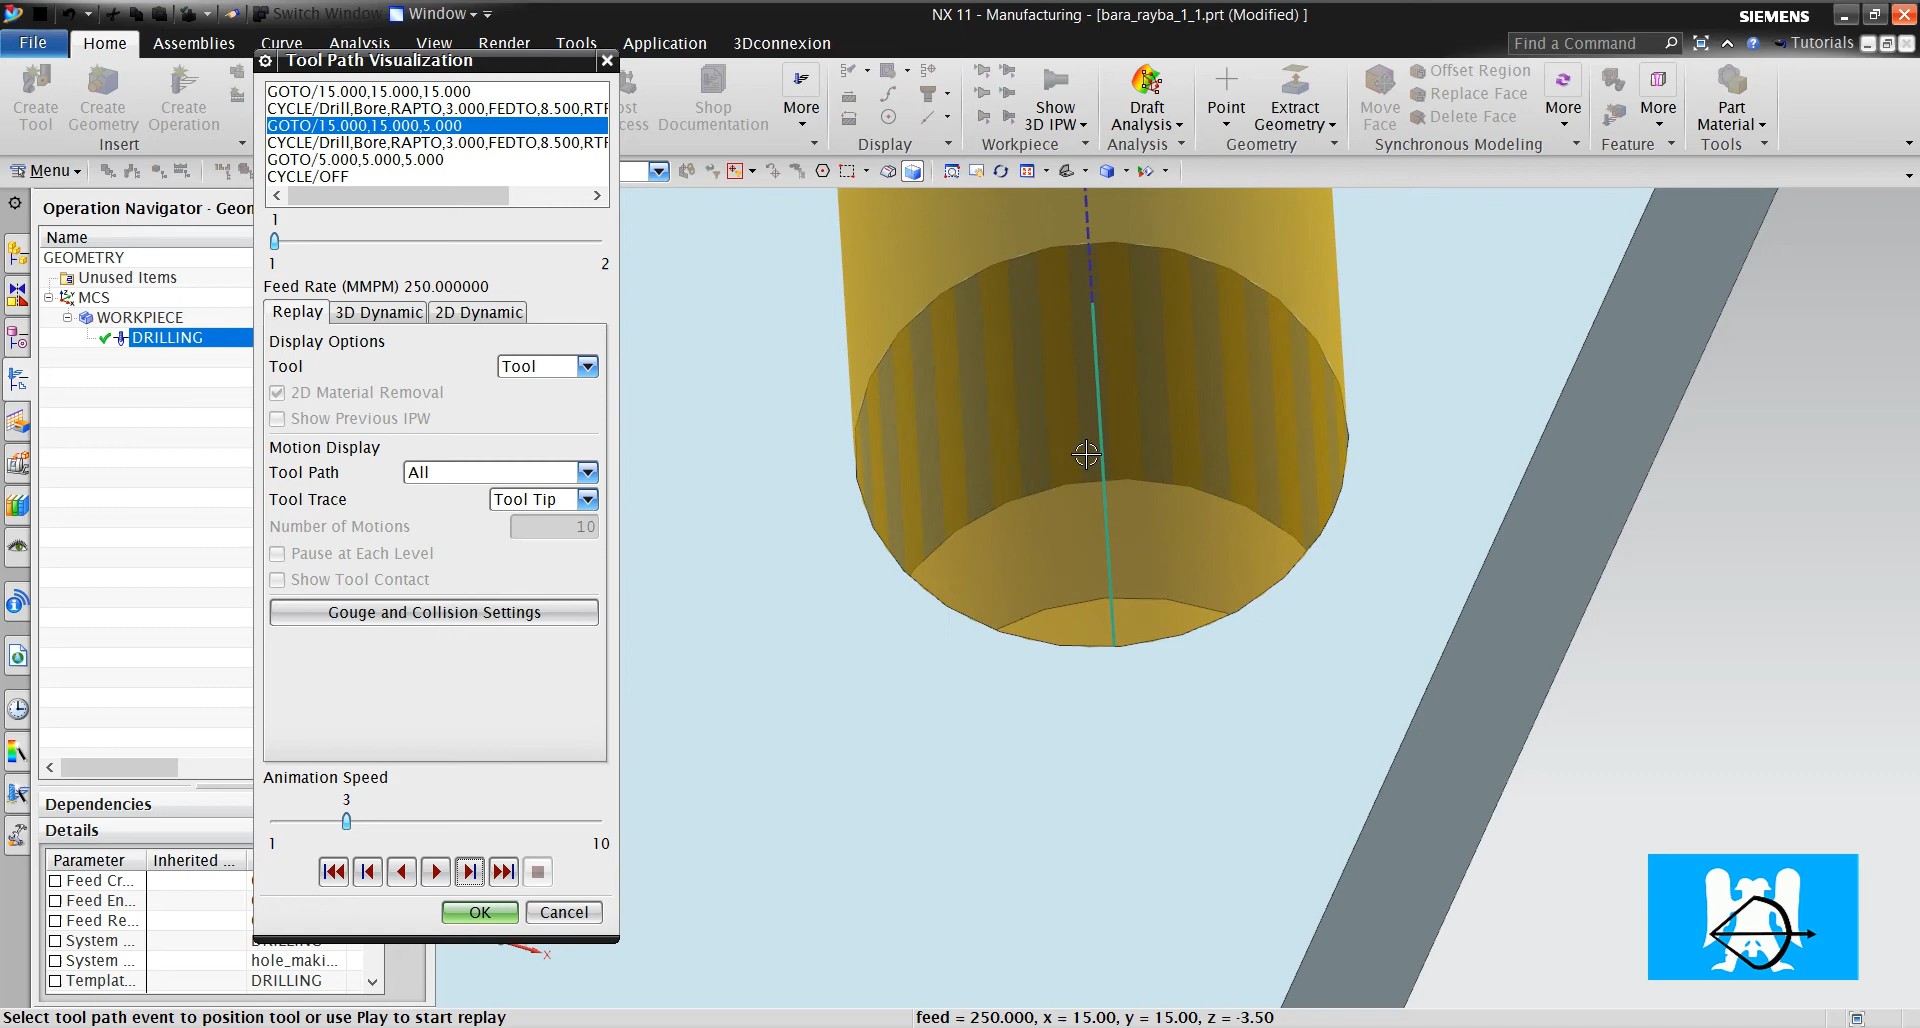 Switch Window Window
NX 11 - Manufacturing - [bara_rayba_1_1.prt (Modified) ]
SIEMENS
File Home Assemblies Curve Analysis View Render Tools Application 3Dconnexion
Find a Command
Tutorials
Create Tool
Create Geometry
Create Operation
Insert
Shop Documentation
More
Display
Show 3D IPW
Workpiece
Draft Analysis
Analysis
Point
Extract Geometry
Geometry
Move Face
Offset Region
Replace Face
Delete Face
More
Synchronous Modeling
More
Feature
Part Material
Tools
Menu
Operation Navigator - Geon
Name
GEOMETRY
Unused Items
MCS
WORKPIECE
DRILLING
Dependencies
Details
Parameter Inherited ...
Feed Cr...
Feed En...
Feed Re...
System ...
System ... hole_maki...
Templat... DRILLING
Tool Path Visualization
GOTO/15.000,15.000,15.000
CYCLE/Drill,Bore,RAPTO,3.000,FEDTO,8.500,RTF
GOTO/15.000,15.000,5.000
CYCLE/Drill,Bore,RAPTO,3.000,FEDTO,8.500,RTF
GOTO/5.000,5.000,5.000
CYCLE/OFF
1
1 2
Feed Rate (MMPM) 250.000000
Replay 3D Dynamic 2D Dynamic
Display Options
Tool Tool
2D Material Removal
Show Previous IPW
Motion Display
Tool Path All
Tool Trace Tool Tip
Number of Motions 10
Pause at Each Level
Show Tool Contact
Gouge and Collision Settings
Animation Speed
3
1 10
OK Cancel
X
Select tool path event to position tool or use Play to start replay
feed = 250.000, x = 15.00, y = 15.00, z = -3.50